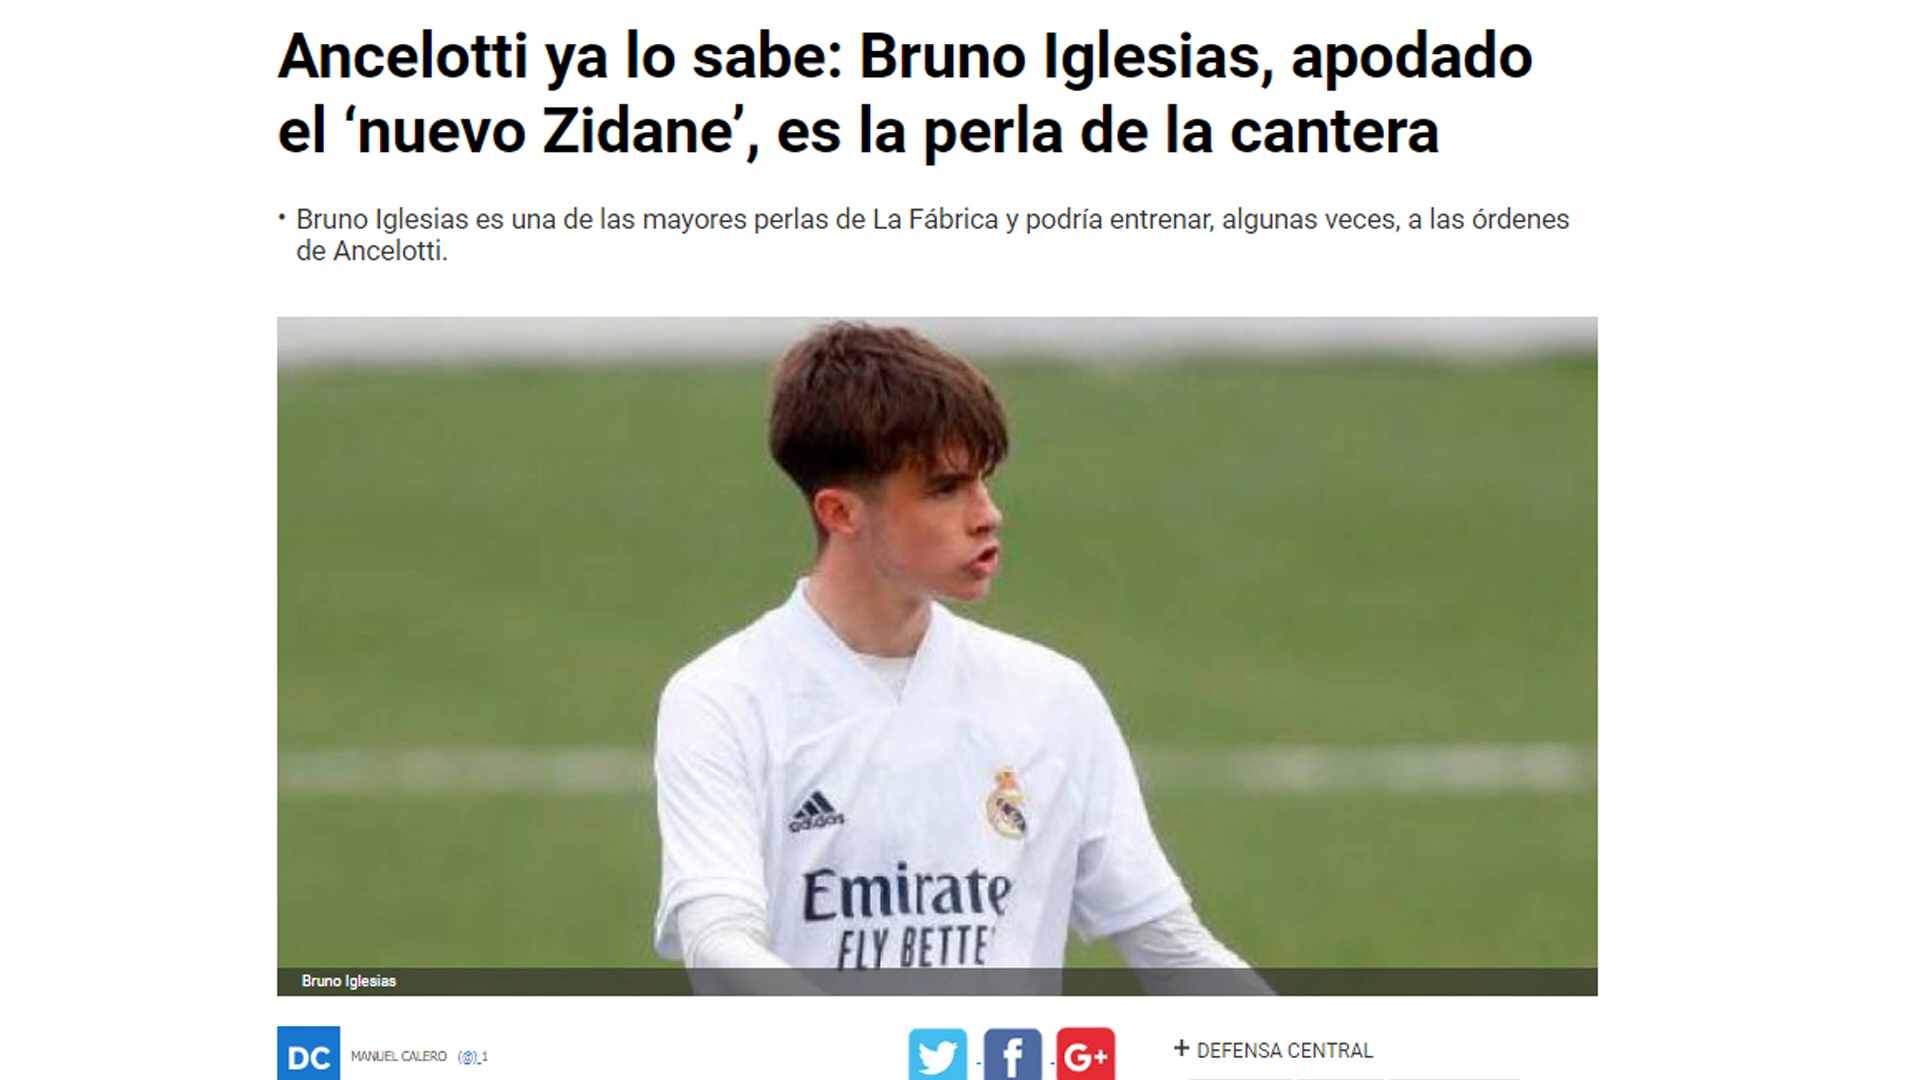 Ancelotti ya lo sabe: Bruno Iglesias, apodado
el ‘nuevo Zidane’, es la perla de la cantera
• Bruno Iglesias es una de las mayores perlas de La Fábrica y podría entrenar, algunas veces, a las órdenes
de Ancelotti.
adidas
Emirate
FLY BETTE
Bruno Iglesias
DC MANUEL CALERO (@)_1
f G+
+ DEFENSA CENTRAL